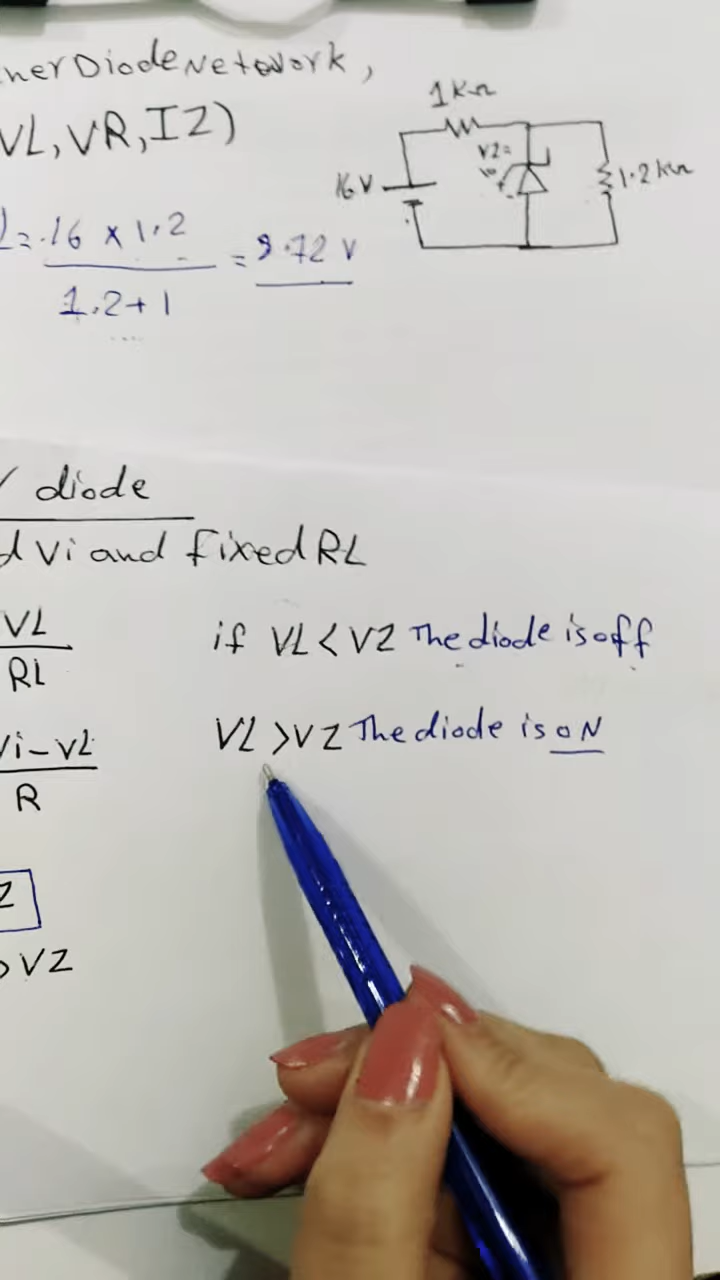 nerDiodeNetwork,
VL, VR, IZ)
1KΩ
VZ=
16V
1.2KΩ
L=.16 x 1.2
1.2+1
= 8.72 V
diode
d Vi and fixed RL
VL
RL
if VL < VZ The diode is off
Vi-VL
R
VL > VZ The diode is oN
Z
VZ